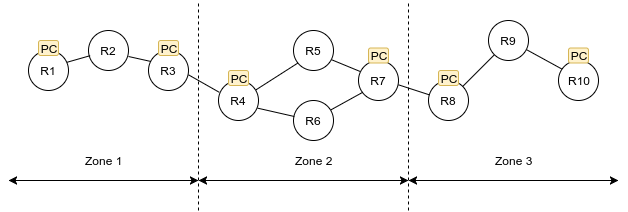 PC
R1
R2
PC
R3
PC
R4
R5
R6
PC
R7
PC
R8
R9
PC
R10
Zone 1
Zone 2
Zone 3